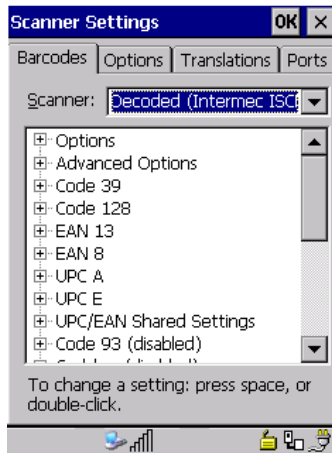 Scanner Settings OK ×
Barcodes Options Translations Ports
Scanner: Decoded (Intermec ISC
Options
Advanced Options
Code 39
Code 128
EAN 13
EAN 8
UPC A
UPC E
UPC/EAN Shared Settings
Code 93 (disabled)
To change a setting: press space, or
double-click.